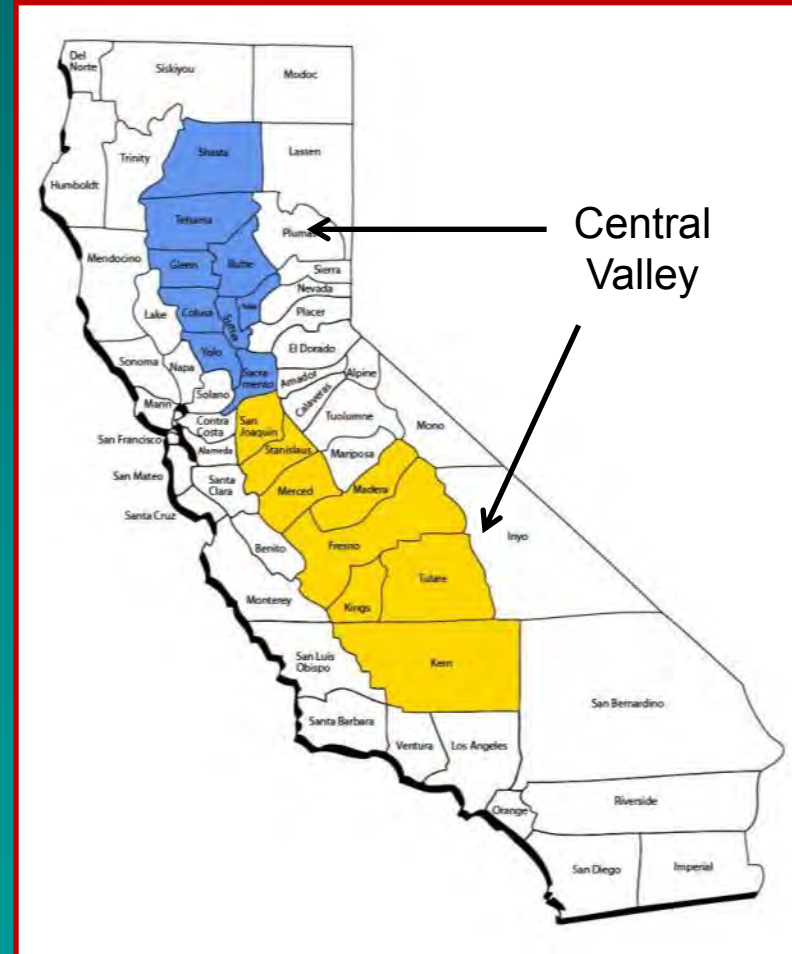 Del
Norte
Siskiyou
Modoc
Trinity
Shasta
Lassen
Humboldt
Tehama
Plumas
Central
Valley
Mendocino
Glenn
Butte
Sierra
Nevada
Lake
Colusa
Sutter
Yuba
Placer
Sonoma
Napa
Yolo
El Dorado
Sacra-
mento
Amador
Alpine
Solano
Marin
Calaveras
Contra
Costa
San
Joaquin
Tuolumne
Mono
San Francisco
Alameda
Stanislaus
Mariposa
San Mateo
Santa
Clara
Merced
Madera
Santa Cruz
Benito
Fresno
Inyo
Tulare
Monterey
Kings
San Luis
Obispo
Kern
San Bernardino
Santa Barbara
Ventura
Los Angeles
Orange
Riverside
San Diego
Imperial